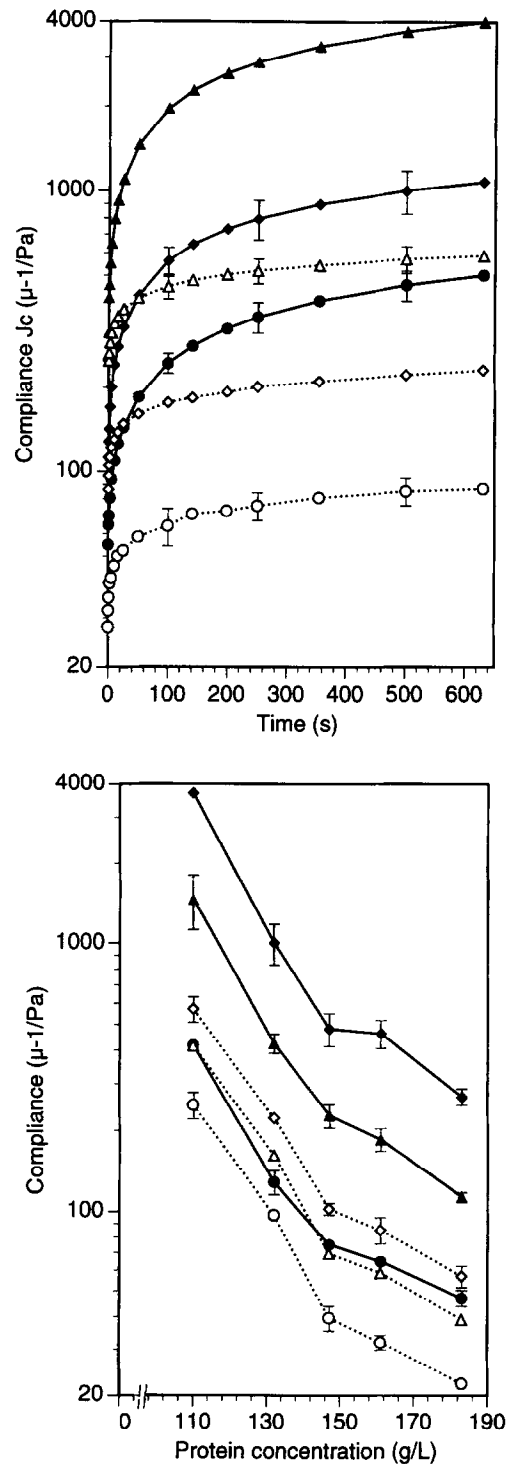 4000
1000
100
20
Compliance Jc (μ-1/Pa)
0 100 200 300 400 500 600
Time (s)
4000
1000
100
20
Compliance (μ-1/Pa)
0 110 130 150 170 190
Protein concentration (g/L)